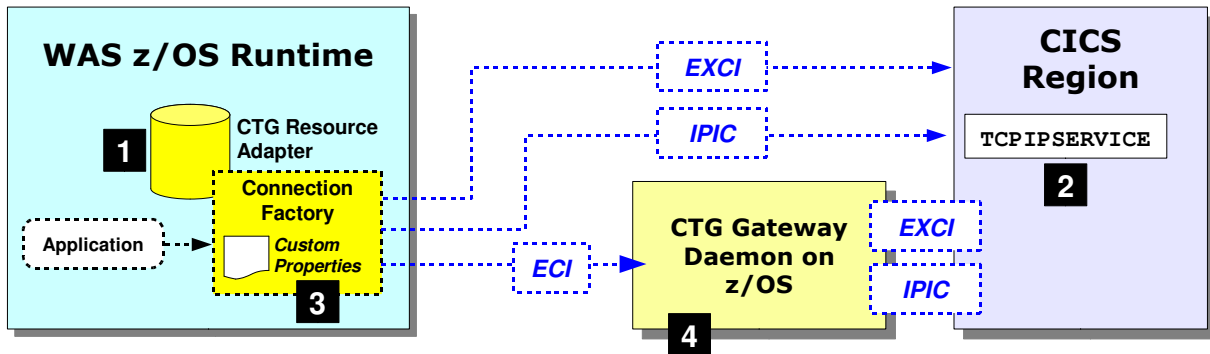 WAS z/OS Runtime
1
CTG Resource
Adapter
Application
Connection
Factory
Custom
Properties
3
EXCI
IPIC
ECI
CTG Gateway
Daemon on
z/OS
4
EXCI
IPIC
CICS
Region
TCPIPSERVICE
2